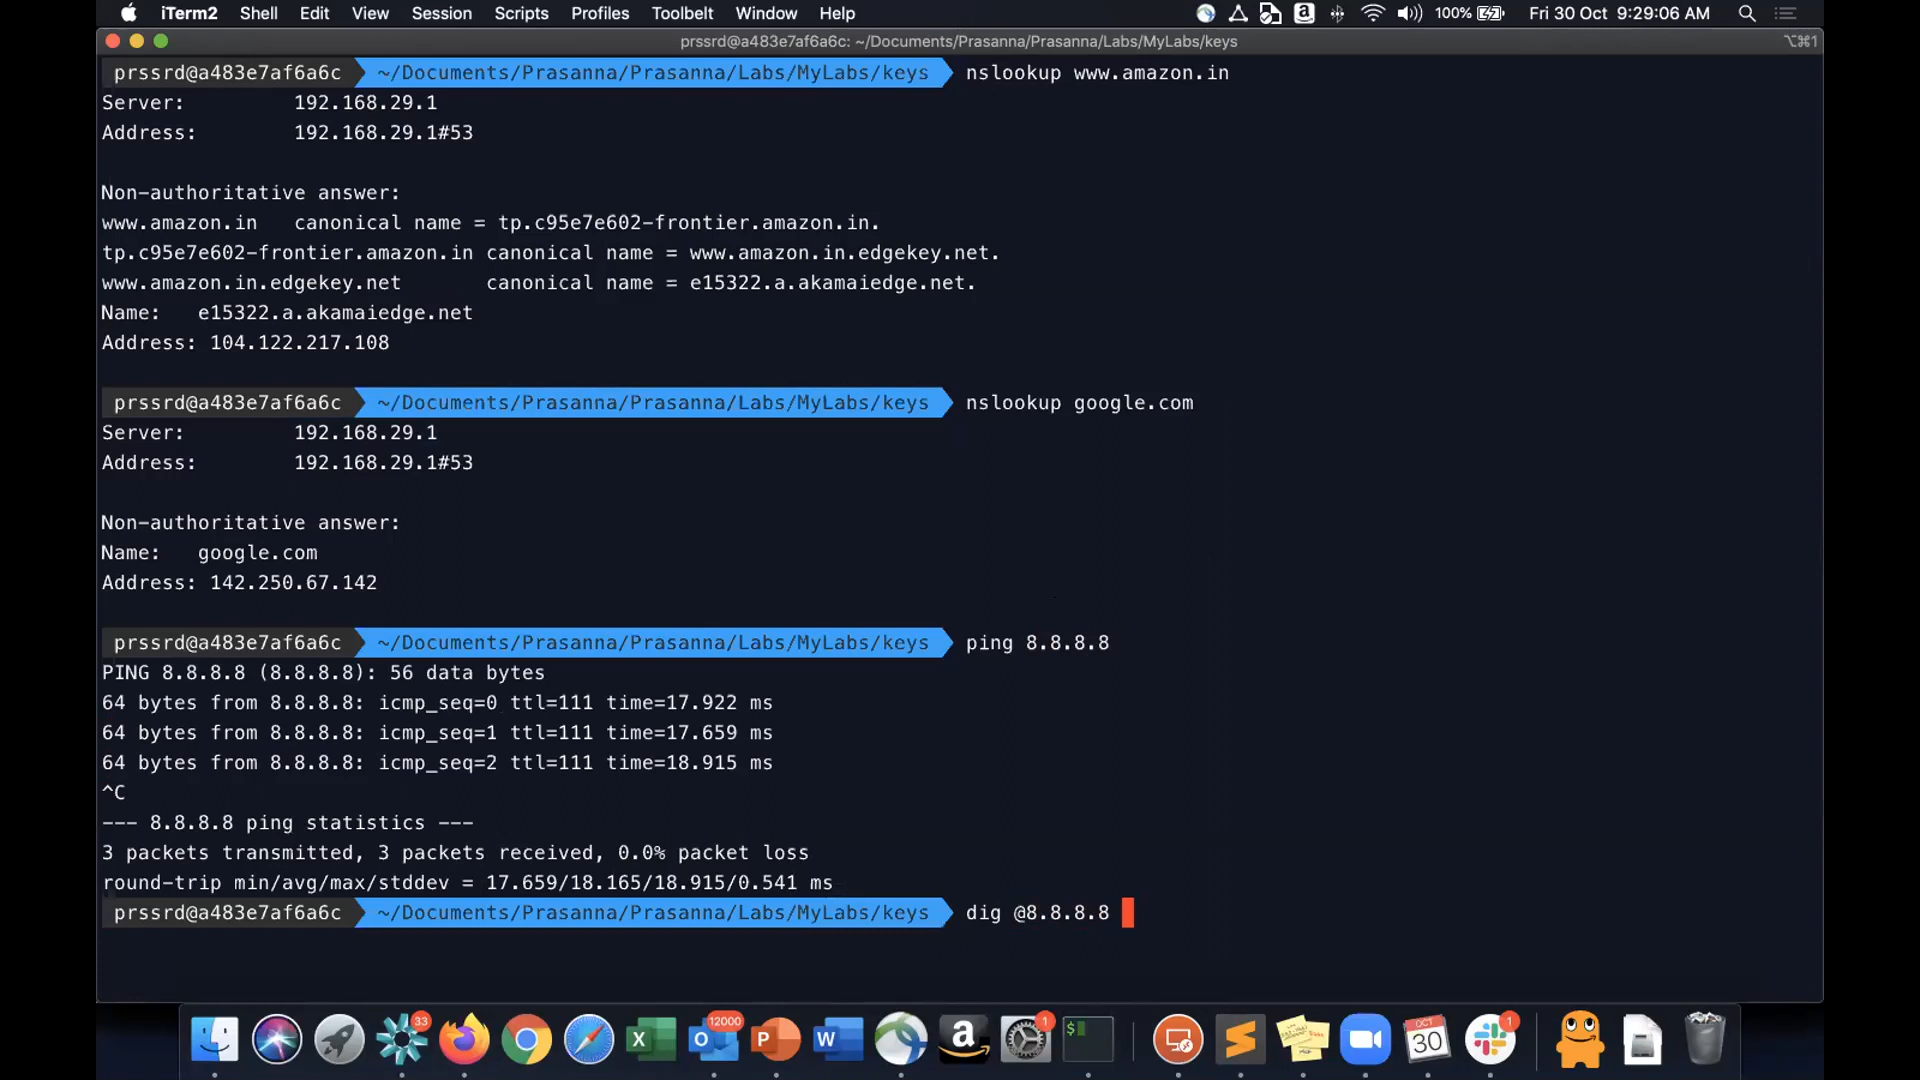 iTerm2 Shell Edit View Session Scripts Profiles Toolbelt Window Help 100% Fri 30 Oct 9:29:06 AM
prssrd@a483e7af6a6c: ~/Documents/Prasanna/Prasanna/Labs/MyLabs/keys ⌥⌘1
prssrd@a483e7af6a6c ~/Documents/Prasanna/Prasanna/Labs/MyLabs/keys nslookup www.amazon.in
Server: 192.168.29.1
Address: 192.168.29.1#53
Non-authoritative answer:
www.amazon.in canonical name = tp.c95e7e602-frontier.amazon.in.
tp.c95e7e602-frontier.amazon.in canonical name = www.amazon.in.edgekey.net.
www.amazon.in.edgekey.net canonical name = e15322.a.akamaiedge.net.
Name: e15322.a.akamaiedge.net
Address: 104.122.217.108
prssrd@a483e7af6a6c ~/Documents/Prasanna/Prasanna/Labs/MyLabs/keys nslookup google.com
Server: 192.168.29.1
Address: 192.168.29.1#53
Non-authoritative answer:
Name: google.com
Address: 142.250.67.142
prssrd@a483e7af6a6c ~/Documents/Prasanna/Prasanna/Labs/MyLabs/keys ping 8.8.8.8
PING 8.8.8.8 (8.8.8.8): 56 data bytes
64 bytes from 8.8.8.8: icmp_seq=0 ttl=111 time=17.922 ms
64 bytes from 8.8.8.8: icmp_seq=1 ttl=111 time=17.659 ms
64 bytes from 8.8.8.8: icmp_seq=2 ttl=111 time=18.915 ms
^C
--- 8.8.8.8 ping statistics ---
3 packets transmitted, 3 packets received, 0.0% packet loss
round-trip min/avg/max/stddev = 17.659/18.165/18.915/0.541 ms
prssrd@a483e7af6a6c ~/Documents/Prasanna/Prasanna/Labs/MyLabs/keys dig @8.8.8.8
33 12000 1 OCT 1
X O P W a $ 30